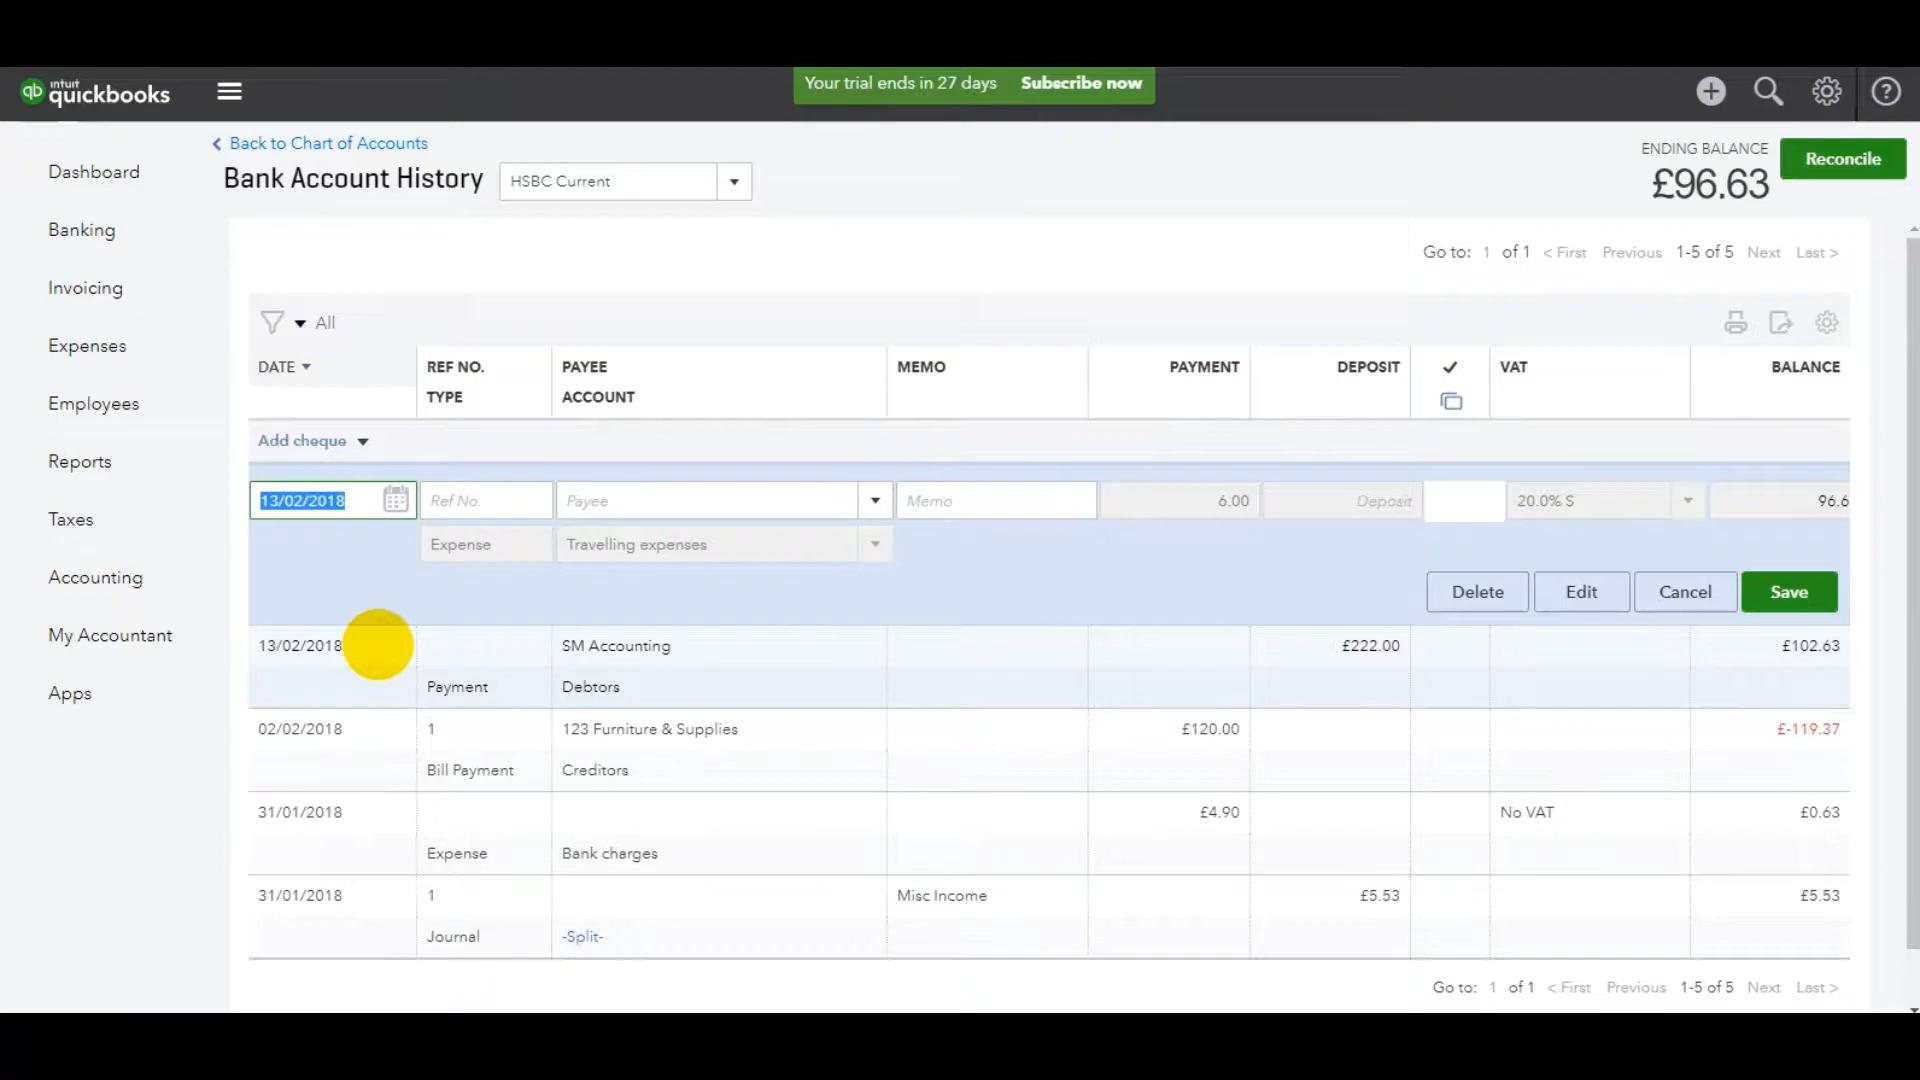 intuit
qb quickbooks
Your trial ends in 27 days Subscribe now
Dashboard
Banking
Invoicing
Expenses
Employees
Reports
Taxes
Accounting
My Accountant
Apps
Back to Chart of Accounts
Bank Account History HSBC Current
ENDING BALANCE
£96.63
Reconcile
Go to: 1 of 1 < First Previous 1-5 of 5 Next Last >
All
DATE REF NO. PAYEE MEMO PAYMENT DEPOSIT ✓ VAT BALANCE
TYPE ACCOUNT
Add cheque
13/02/2018 Ref No. Payee Memo 6.00 Deposit 20.0% S 96.6
Expense Travelling expenses
Delete Edit Cancel Save
13/02/2018 SM Accounting £222.00 £102.63
Payment Debtors
02/02/2018 1 123 Furniture & Supplies £120.00 £-119.37
Bill Payment Creditors
31/01/2018 £4.90 No VAT £0.63
Expense Bank charges
31/01/2018 1 Misc Income £5.53 £5.53
Journal -Split-
Go to: 1 of 1 < First Previous 1-5 of 5 Next Last >